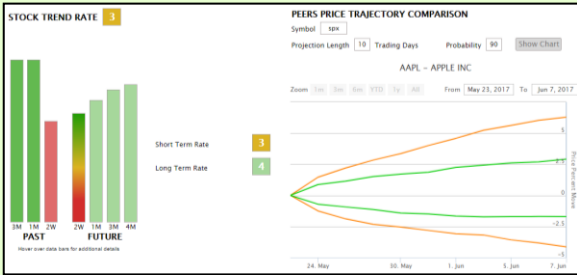 STOCK TREND RATE 3
3M 1M 2W 2W 1M 3M 4M
PAST FUTURE
Hover over data bars for additional details
Short Term Rate 3
Long Term Rate 4
PEERS PRICE TRAJECTORY COMPARISON
Symbol spx
Projection Length 10 Trading Days Probability 90 Show Chart
AAPL - APPLE INC
Zoom 1m 3m 6m YTD 1y All From May 23, 2017 To Jun 7, 2017
5
2.5
0
-2.5
-5
Price Percent Move
24. May 30. May 1. Jun 5. Jun 7. Jun